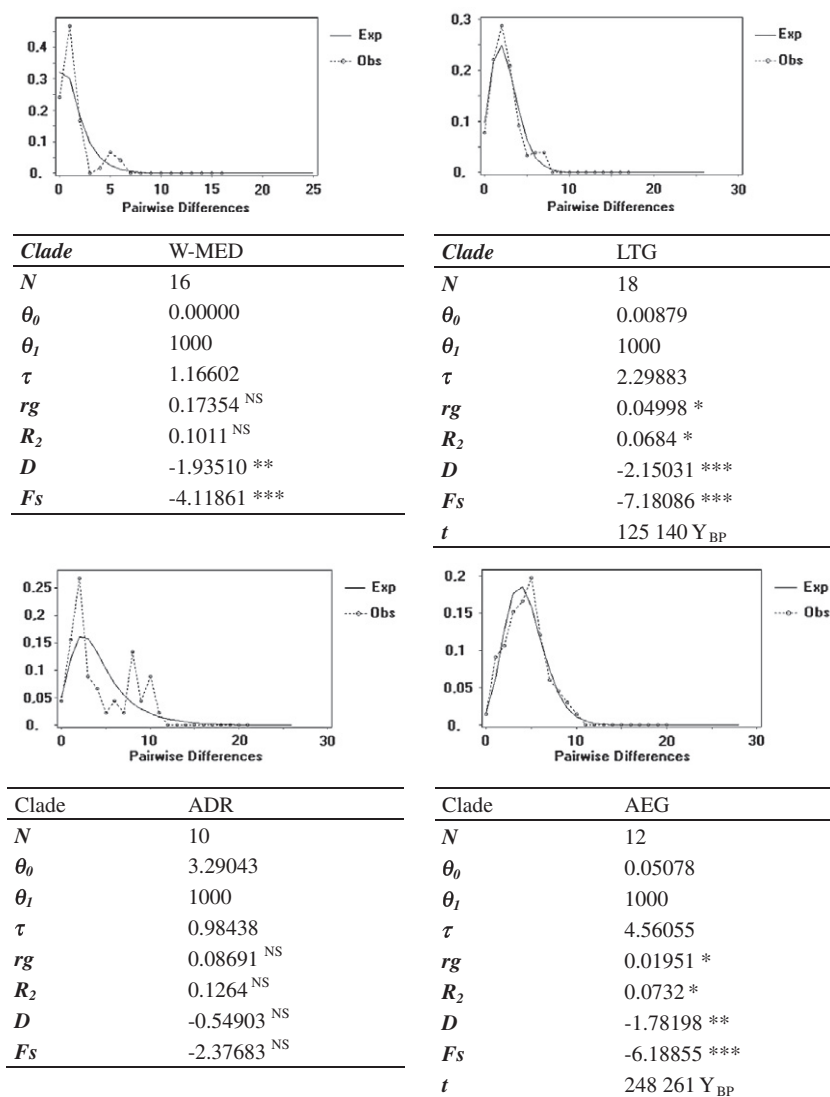 0.4
0.3
0.2
0.1
0.
0 5 10 15 20 25
Pairwise Differences
Exp
Obs
Clade W-MED
N 16
θ0 0.00000
θ1 1000
τ 1.16602
rg 0.17354 NS
R2 0.1011 NS
D -1.93510 **
Fs -4.11861 ***
0.3
0.2
0.1
0.
0 10 20 30
Pairwise Differences
Exp
Obs
Clade LTG
N 18
θ0 0.00879
θ1 1000
τ 2.29883
rg 0.04998 *
R2 0.0684 *
D -2.15031 ***
Fs -7.18086 ***
t 125 140 YBP
0.25
0,2
0.15
0.1
0.05
0.
0 10 20 30
Pairwise Differences
Exp
Obs
Clade ADR
N 10
θ0 3.29043
θ1 1000
τ 0.98438
rg 0.08691 NS
R2 0.1264 NS
D -0.54903 NS
Fs -2.37683 NS
0.2
0.15
0.1
0.05
0.
0 10 20 30
Pairwise Differences
Exp
Obs
Clade AEG
N 12
θ0 0.05078
θ1 1000
τ 4.56055
rg 0.01951 *
R2 0.0732 *
D -1.78198 **
Fs -6.18855 ***
t 248 261 YBP